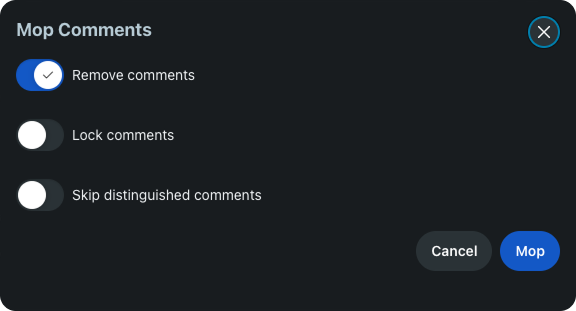 Mop Comments
Remove comments
Lock comments
Skip distinguished comments
Cancel
Mop